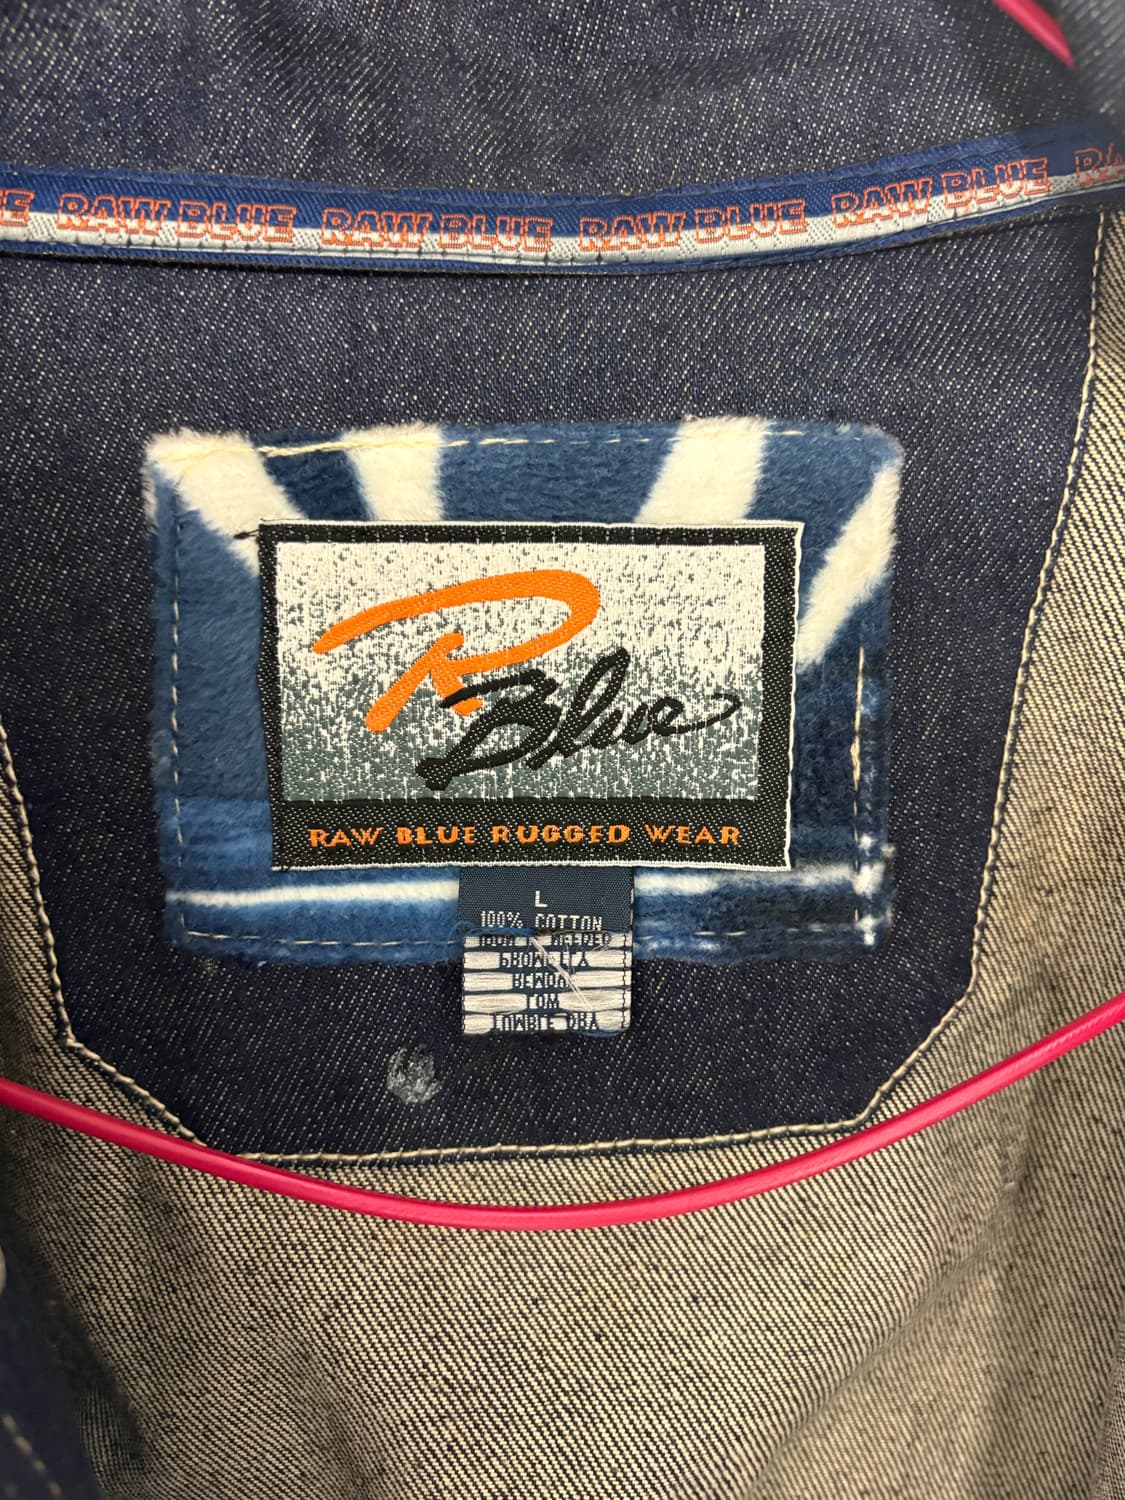 RAW BLUE RAW BLUE RAW BLUE RAW BLUE
R Blue
RAW BLUE RUGGED WEAR
L
100% COTTON